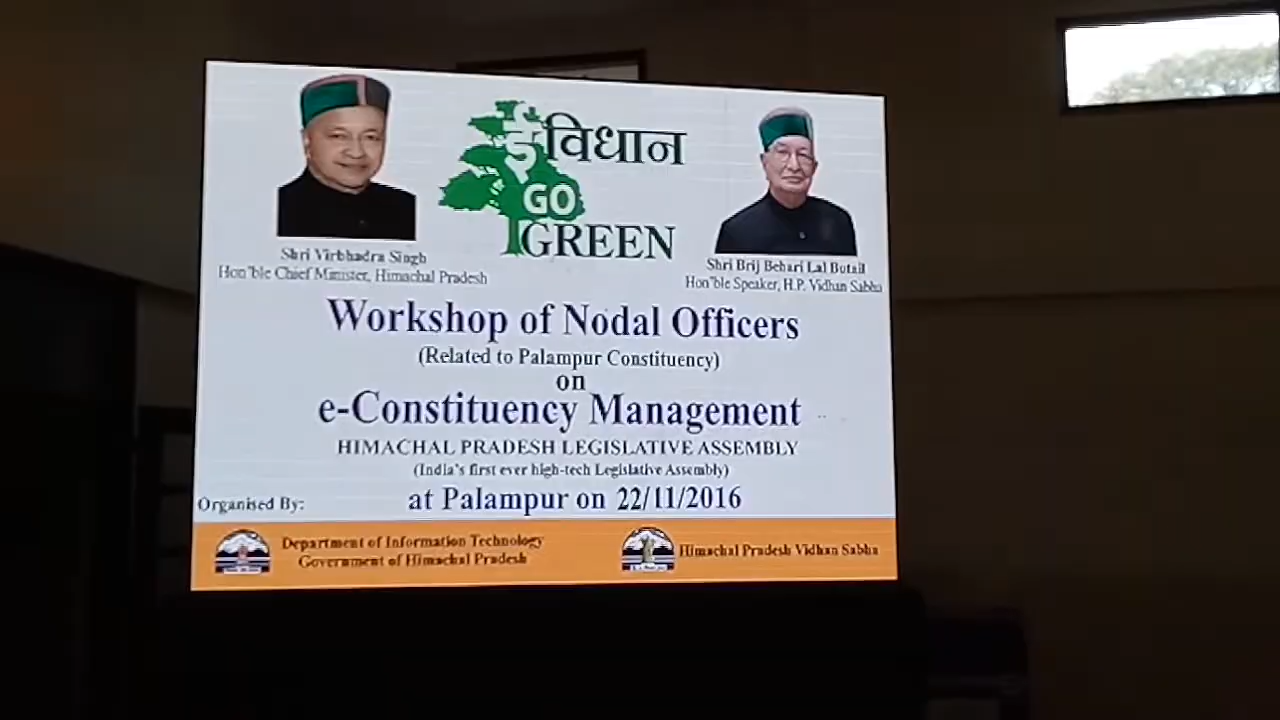 ई विधान
GO
GREEN
Shri Virbhadra Singh
Hon'ble Chief Minister, Himachal Pradesh
Shri Brij Behari Lal Butail
Hon'ble Speaker, H.P. Vidhan Sabha
Workshop of Nodal Officers
(Related to Palampur Constituency)
on
e-Constituency Management
HIMACHAL PRADESH LEGISLATIVE ASSEMBLY
(India's first ever high-tech Legislative Assembly)
at Palampur on 22/11/2016
Organised By:
Department of Information Technology
Government of Himachal Pradesh
Himachal Pradesh Vidhan Sabha